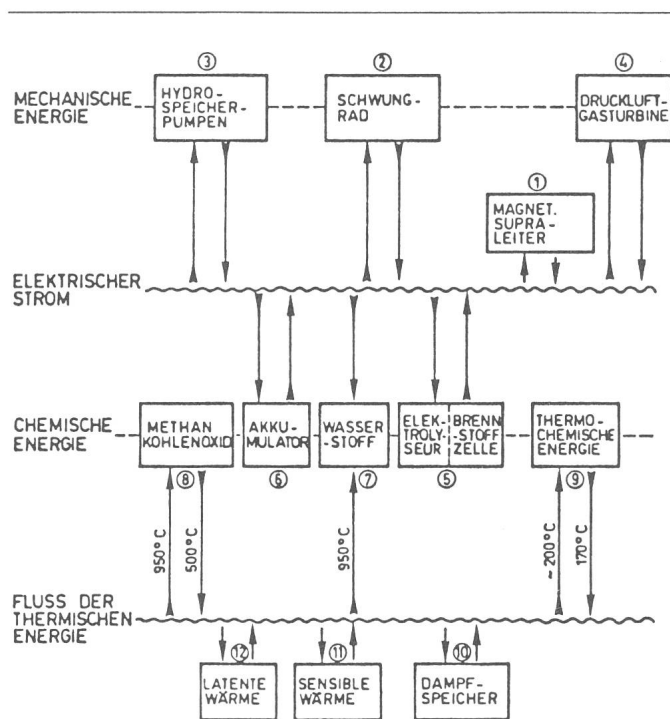 ③
②
④
MECHANISCHE
ENERGIE
HYDRO-
SPEICHER-
PUMPEN
SCHWUNG-
RAD
DRUCKLUFT-
GASTURBINE
①
MAGNET.
SUPRA-
LEITER
ELEKTRISCHER
STROM
CHEMISCHE
ENERGIE
METHAN
KOHLENOXID
AKKU-
MULATOR
WASSER
-STOFF
ELEK-
TROLY-
SEUR
BRENN
-STOFF
ZELLE
THERMO-
CHEMISCHE
ENERGIE
⑧
⑥
⑦
⑤
⑨
950°C
500°C
950°C
~200°C
170°C
FLUSS DER
THERMISCHEN
ENERGIE
⑫
⑪
⑩
LATENTE
WÄRME
SENSIBLE
WÄRME
DAMPF-
SPEICHER